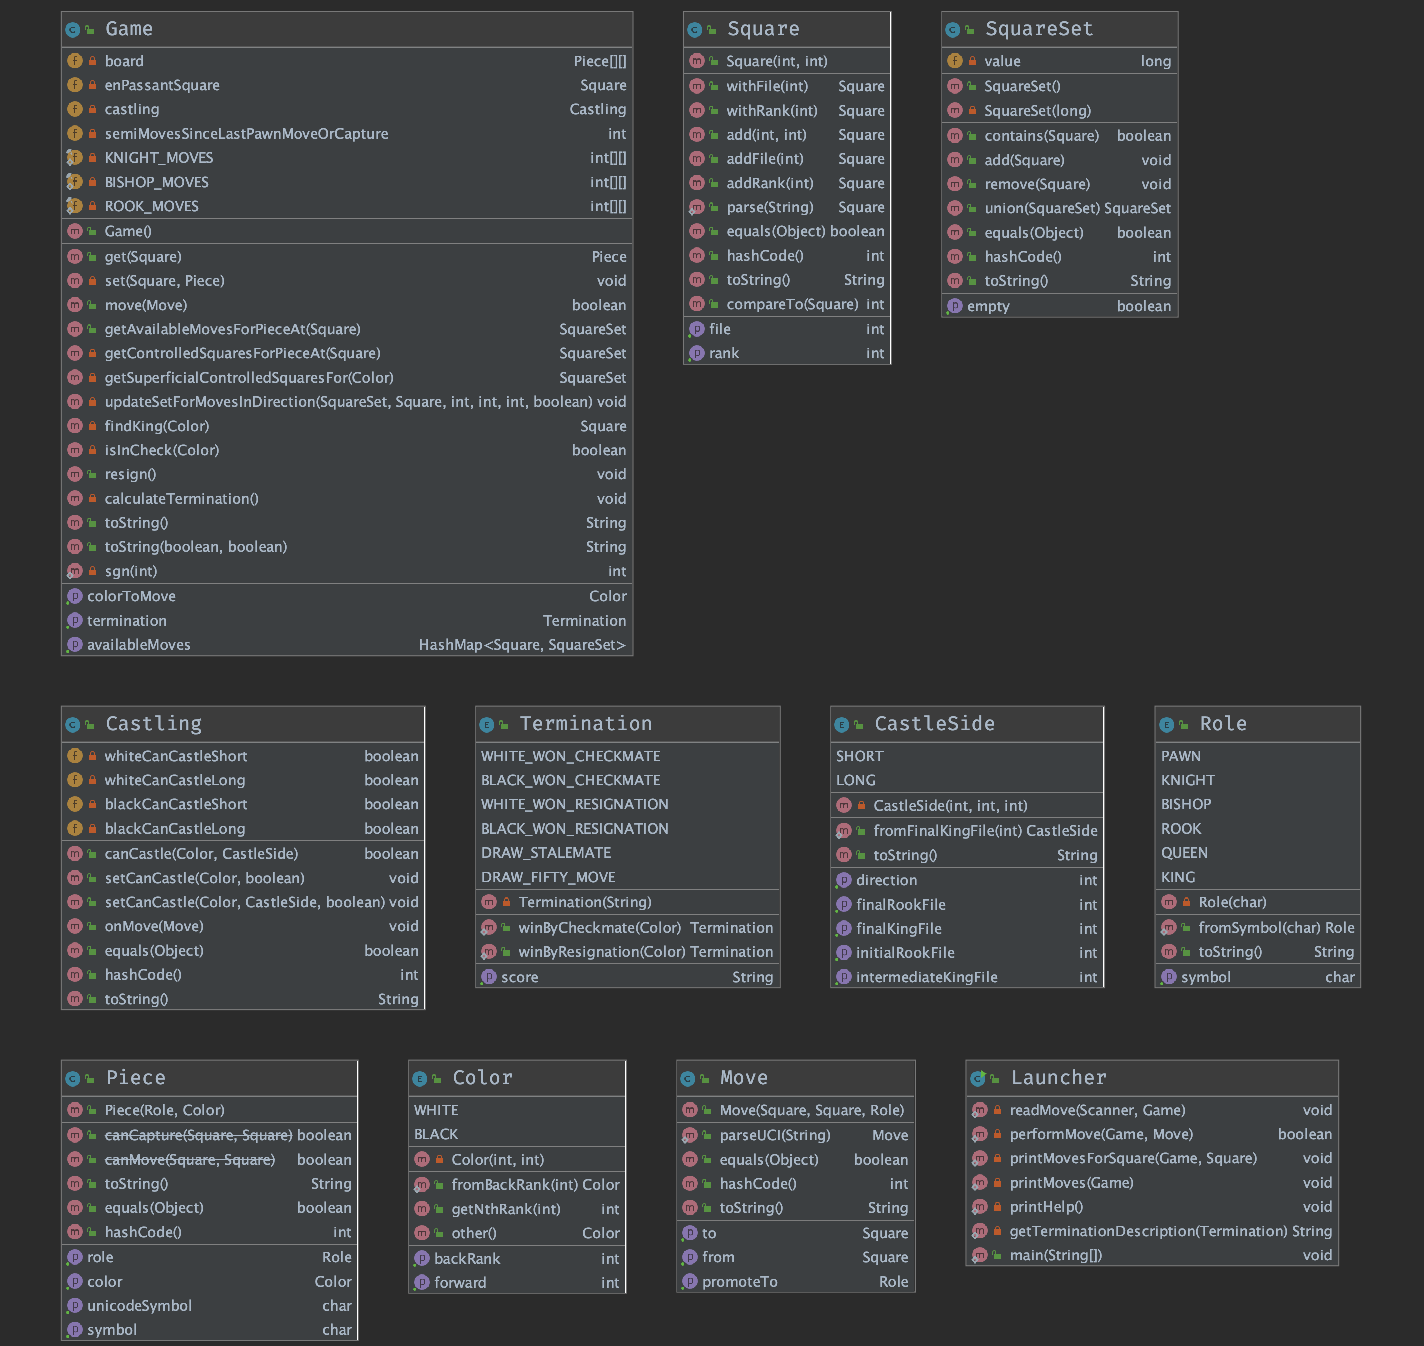 Game
board Piece[][]
enPassantSquare Square
castling Castling
semiMovesSinceLastPawnMoveOrCapture int
KNIGHT_MOVES int[][]
BISHOP_MOVES int[][]
ROOK_MOVES int[][]
Game()
get(Square) Piece
set(Square, Piece) void
move(Move) boolean
getAvailableMovesForPieceAt(Square) SquareSet
getControlledSquaresForPieceAt(Square) SquareSet
getSuperficialControlledSquaresFor(Color) SquareSet
updateSetForMovesInDirection(SquareSet, Square, int, int, int, boolean) void
findKing(Color) Square
isInCheck(Color) boolean
resign() void
calculateTermination() void
toString() String
toString(boolean, boolean) String
sgn(int) int
colorToMove Color
termination Termination
availableMoves HashMap<Square, SquareSet>
Square
Square(int, int)
withFile(int) Square
withRank(int) Square
add(int, int) Square
addFile(int) Square
addRank(int) Square
parse(String) Square
equals(Object) boolean
hashCode() int
toString() String
compareTo(Square) int
file int
rank int
SquareSet
value long
SquareSet()
SquareSet(long)
contains(Square) boolean
add(Square) void
remove(Square) void
union(SquareSet) SquareSet
equals(Object) boolean
hashCode() int
toString() String
empty boolean
Castling
whiteCanCastleShort boolean
whiteCanCastleLong boolean
blackCanCastleShort boolean
blackCanCastleLong boolean
canCastle(Color, CastleSide) boolean
setCanCastle(Color, boolean) void
setCanCastle(Color, CastleSide, boolean) void
onMove(Move) void
equals(Object) boolean
hashCode() int
toString() String
Termination
WHITE_WON_CHECKMATE
BLACK_WON_CHECKMATE
WHITE_WON_RESIGNATION
BLACK_WON_RESIGNATION
DRAW_STALEMATE
DRAW_FIFTY_MOVE
Termination(String)
winByCheckmate(Color) Termination
winByResignation(Color) Termination
score String
CastleSide
SHORT
LONG
CastleSide(int, int, int)
fromFinalKingFile(int) CastleSide
toString() String
direction int
finalRookFile int
finalKingFile int
initialRookFile int
intermediateKingFile int
Role
PAWN
KNIGHT
BISHOP
ROOK
QUEEN
KING
Role(char)
fromSymbol(char) Role
toString() String
symbol char
Piece
Piece(Role, Color)
canCapture(Square, Square) boolean
canMove(Square, Square) boolean
toString() String
equals(Object) boolean
hashCode() int
role Role
color Color
unicodeSymbol char
symbol char
Color
WHITE
BLACK
Color(int, int)
fromBackRank(int) Color
getNthRank(int) int
other() Color
backRank int
forward int
Move
Move(Square, Square, Role)
parseUCI(String) Move
equals(Object) boolean
hashCode() int
toString() String
to Square
from Square
promoteTo Role
Launcher
readMove(Scanner, Game) void
performMove(Game, Move) boolean
printMovesForSquare(Game, Square) void
printMoves(Game) void
printHelp() void
getTerminationDescription(Termination) String
main(String[]) void